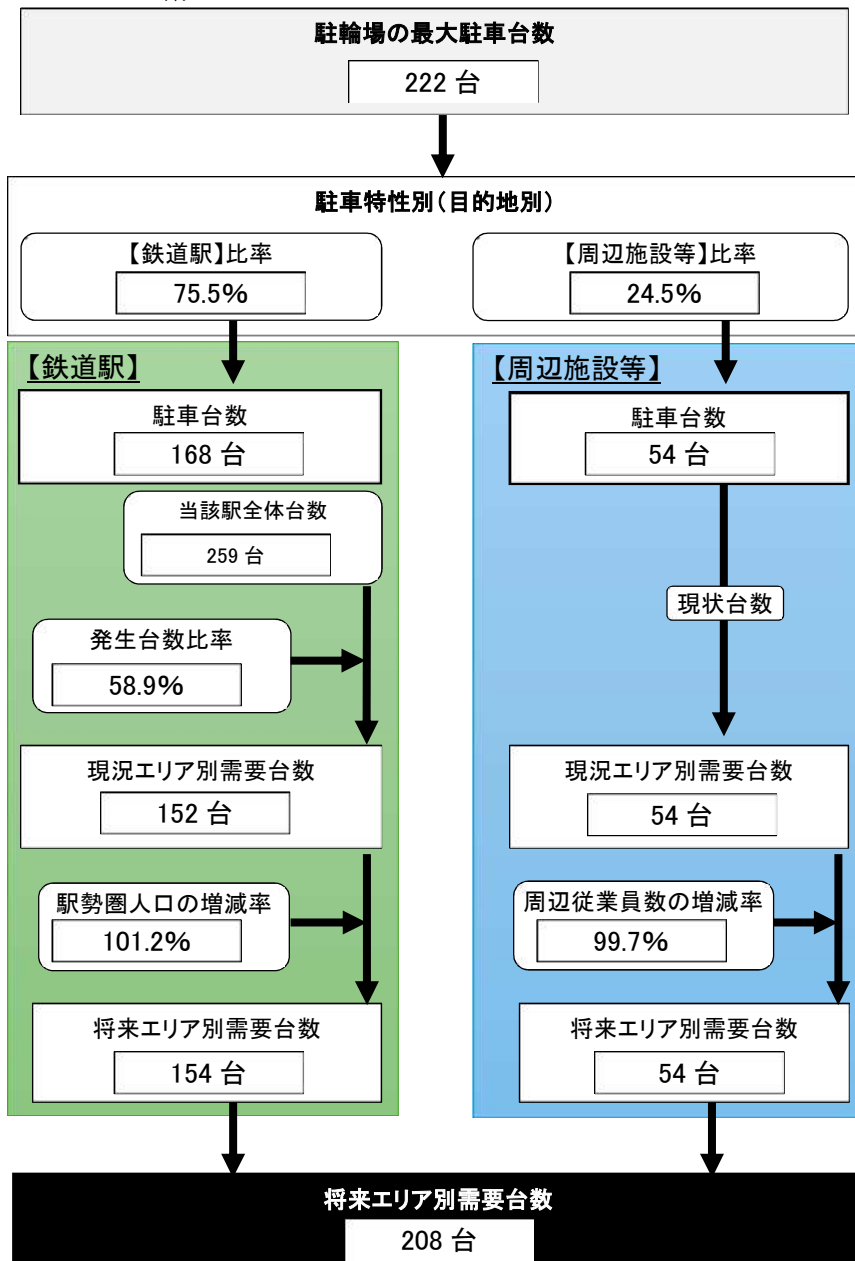 駐輪場の最大駐車台数
222 台
駐車特性別（目的地別）
【鉄道駅】比率
75.5％
【周辺施設等】比率
24.5％
【鉄道駅】
駐車台数
168 台
当該駅全体台数
259 台
発生台数比率
58.9％
現況エリア別需要台数
152 台
駅勢圏人口の増減率
101.2％
将来エリア別需要台数
154 台
【周辺施設等】
駐車台数
54 台
現状台数
現況エリア別需要台数
54 台
周辺従業員数の増減率
99.7％
将来エリア別需要台数
54 台
将来エリア別需要台数
208 台